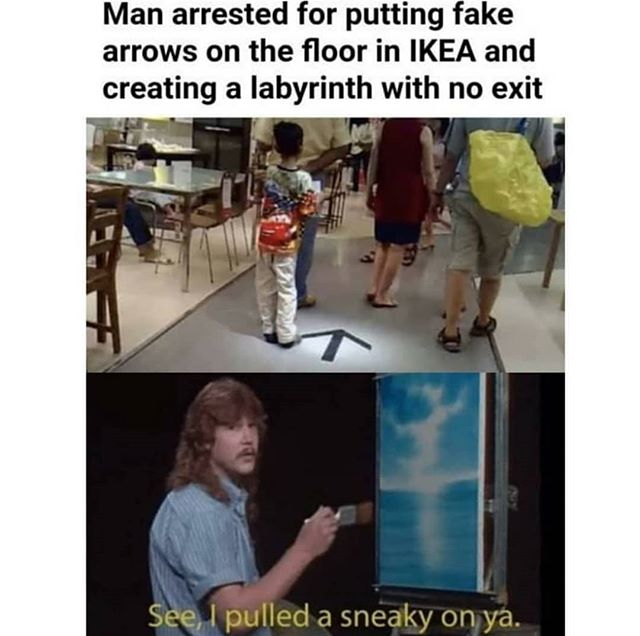 Man arrested for putting fake
arrows on the floor in IKEA and
creating a labyrinth with no exit
See, I pulled a sneaky on ya.